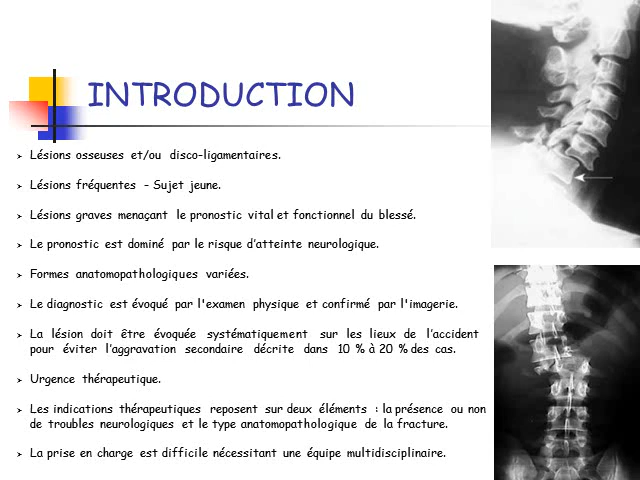 INTRODUCTION
Lésions osseuses et/ou disco-ligamentaires.
Lésions fréquentes - Sujet jeune.
Lésions graves menaçant le pronostic vital et fonctionnel du blessé.
Le pronostic est dominé par le risque d'atteinte neurologique.
Formes anatomopathologiques variées.
Le diagnostic est évoqué par l'examen physique et confirmé par l'imagerie.
La lésion doit être évoquée systématiquement sur les lieux de l'accident
pour éviter l'aggravation secondaire décrite dans 10 % à 20 % des cas.
Urgence thérapeutique.
Les indications thérapeutiques reposent sur deux éléments : la présence ou non
de troubles neurologiques et le type anatomopathologique de la fracture.
La prise en charge est difficile nécessitant une équipe multidisciplinaire.